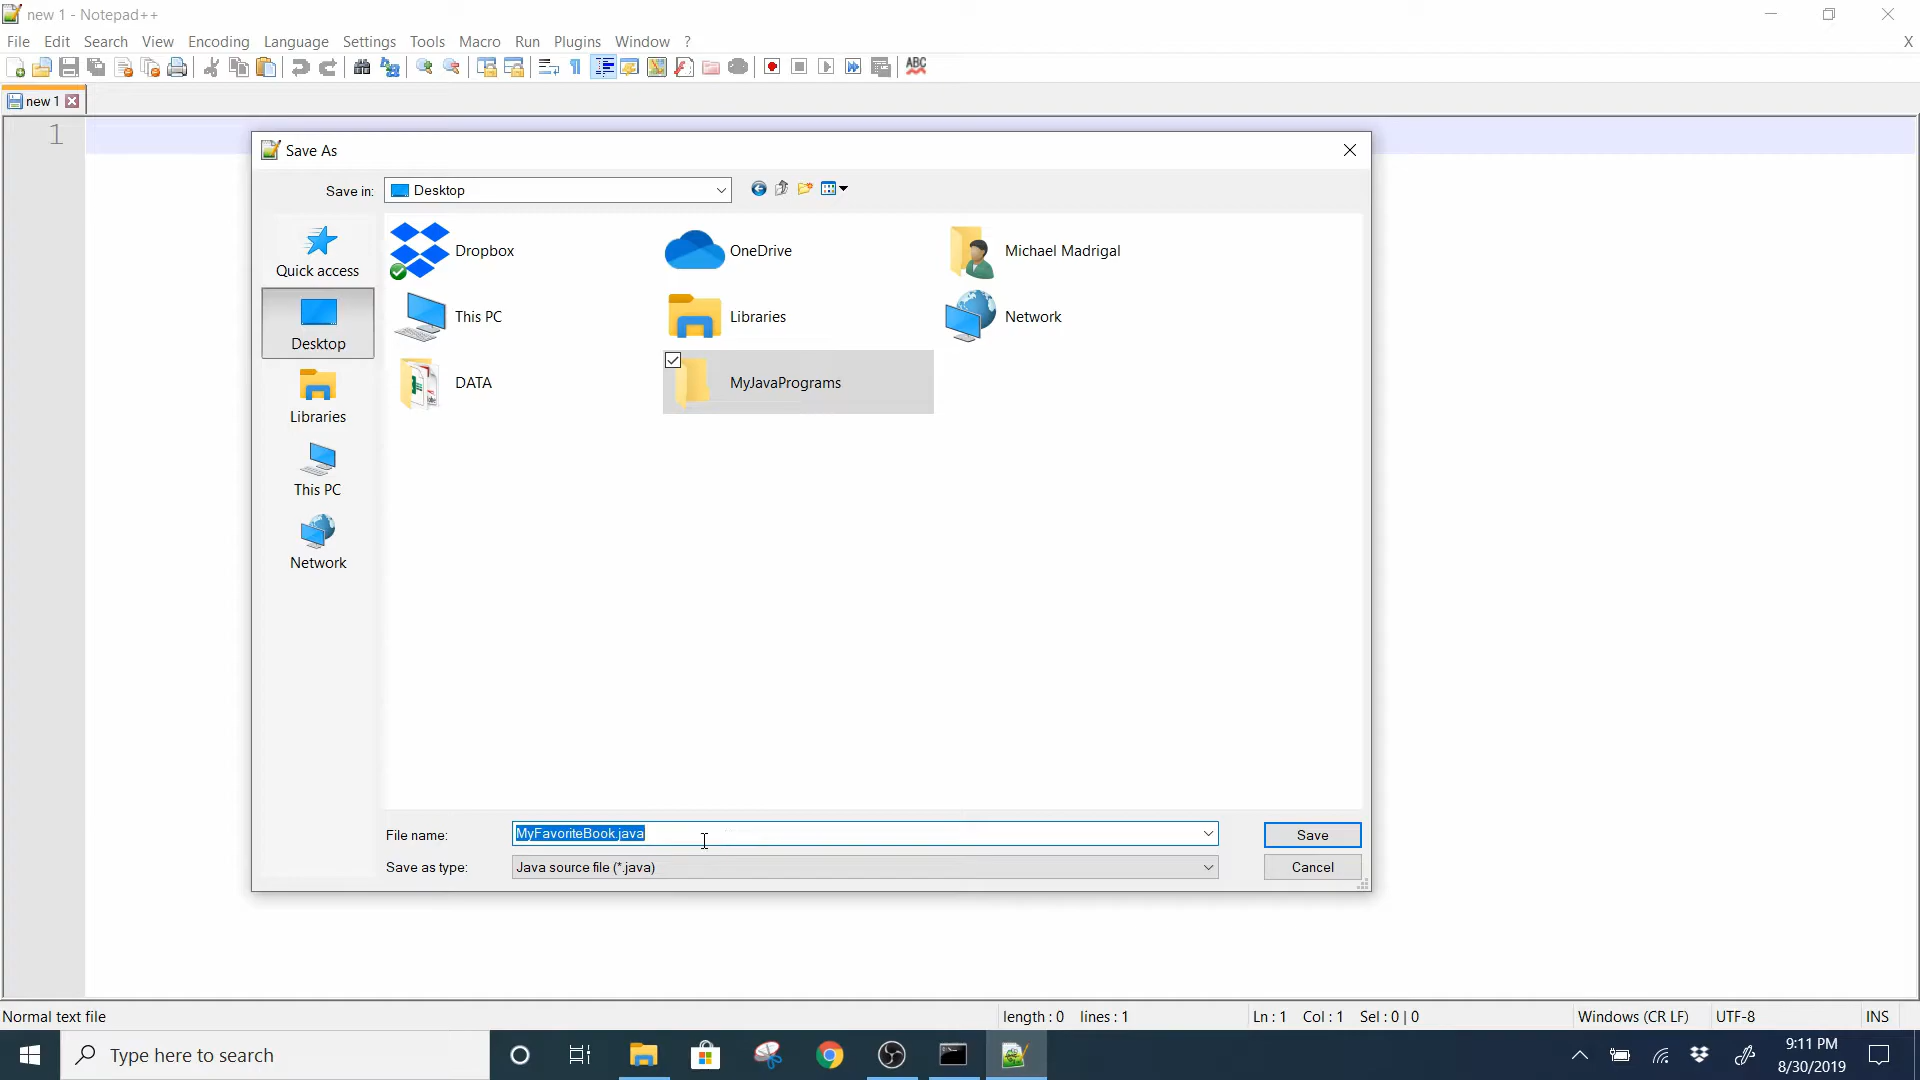 new 1 - Notepad++
File Edit Search View Encoding Language Settings Tools Macro Run Plugins Window ?
X
ABC
new 1
1
Save As
Save in: Desktop
Quick access
Desktop
Libraries
This PC
Network
Dropbox OneDrive Michael Madrigal
This PC Libraries Network
DATA MyJavaPrograms
File name: MyFavoriteBook.java Save
Save as type: Java source file (*.java) Cancel
Normal text file length : 0 lines : 1 Ln : 1 Col : 1 Sel : 0 | 0 Windows (CR LF) UTF-8 INS
Type here to search
9:11 PM
8/30/2019